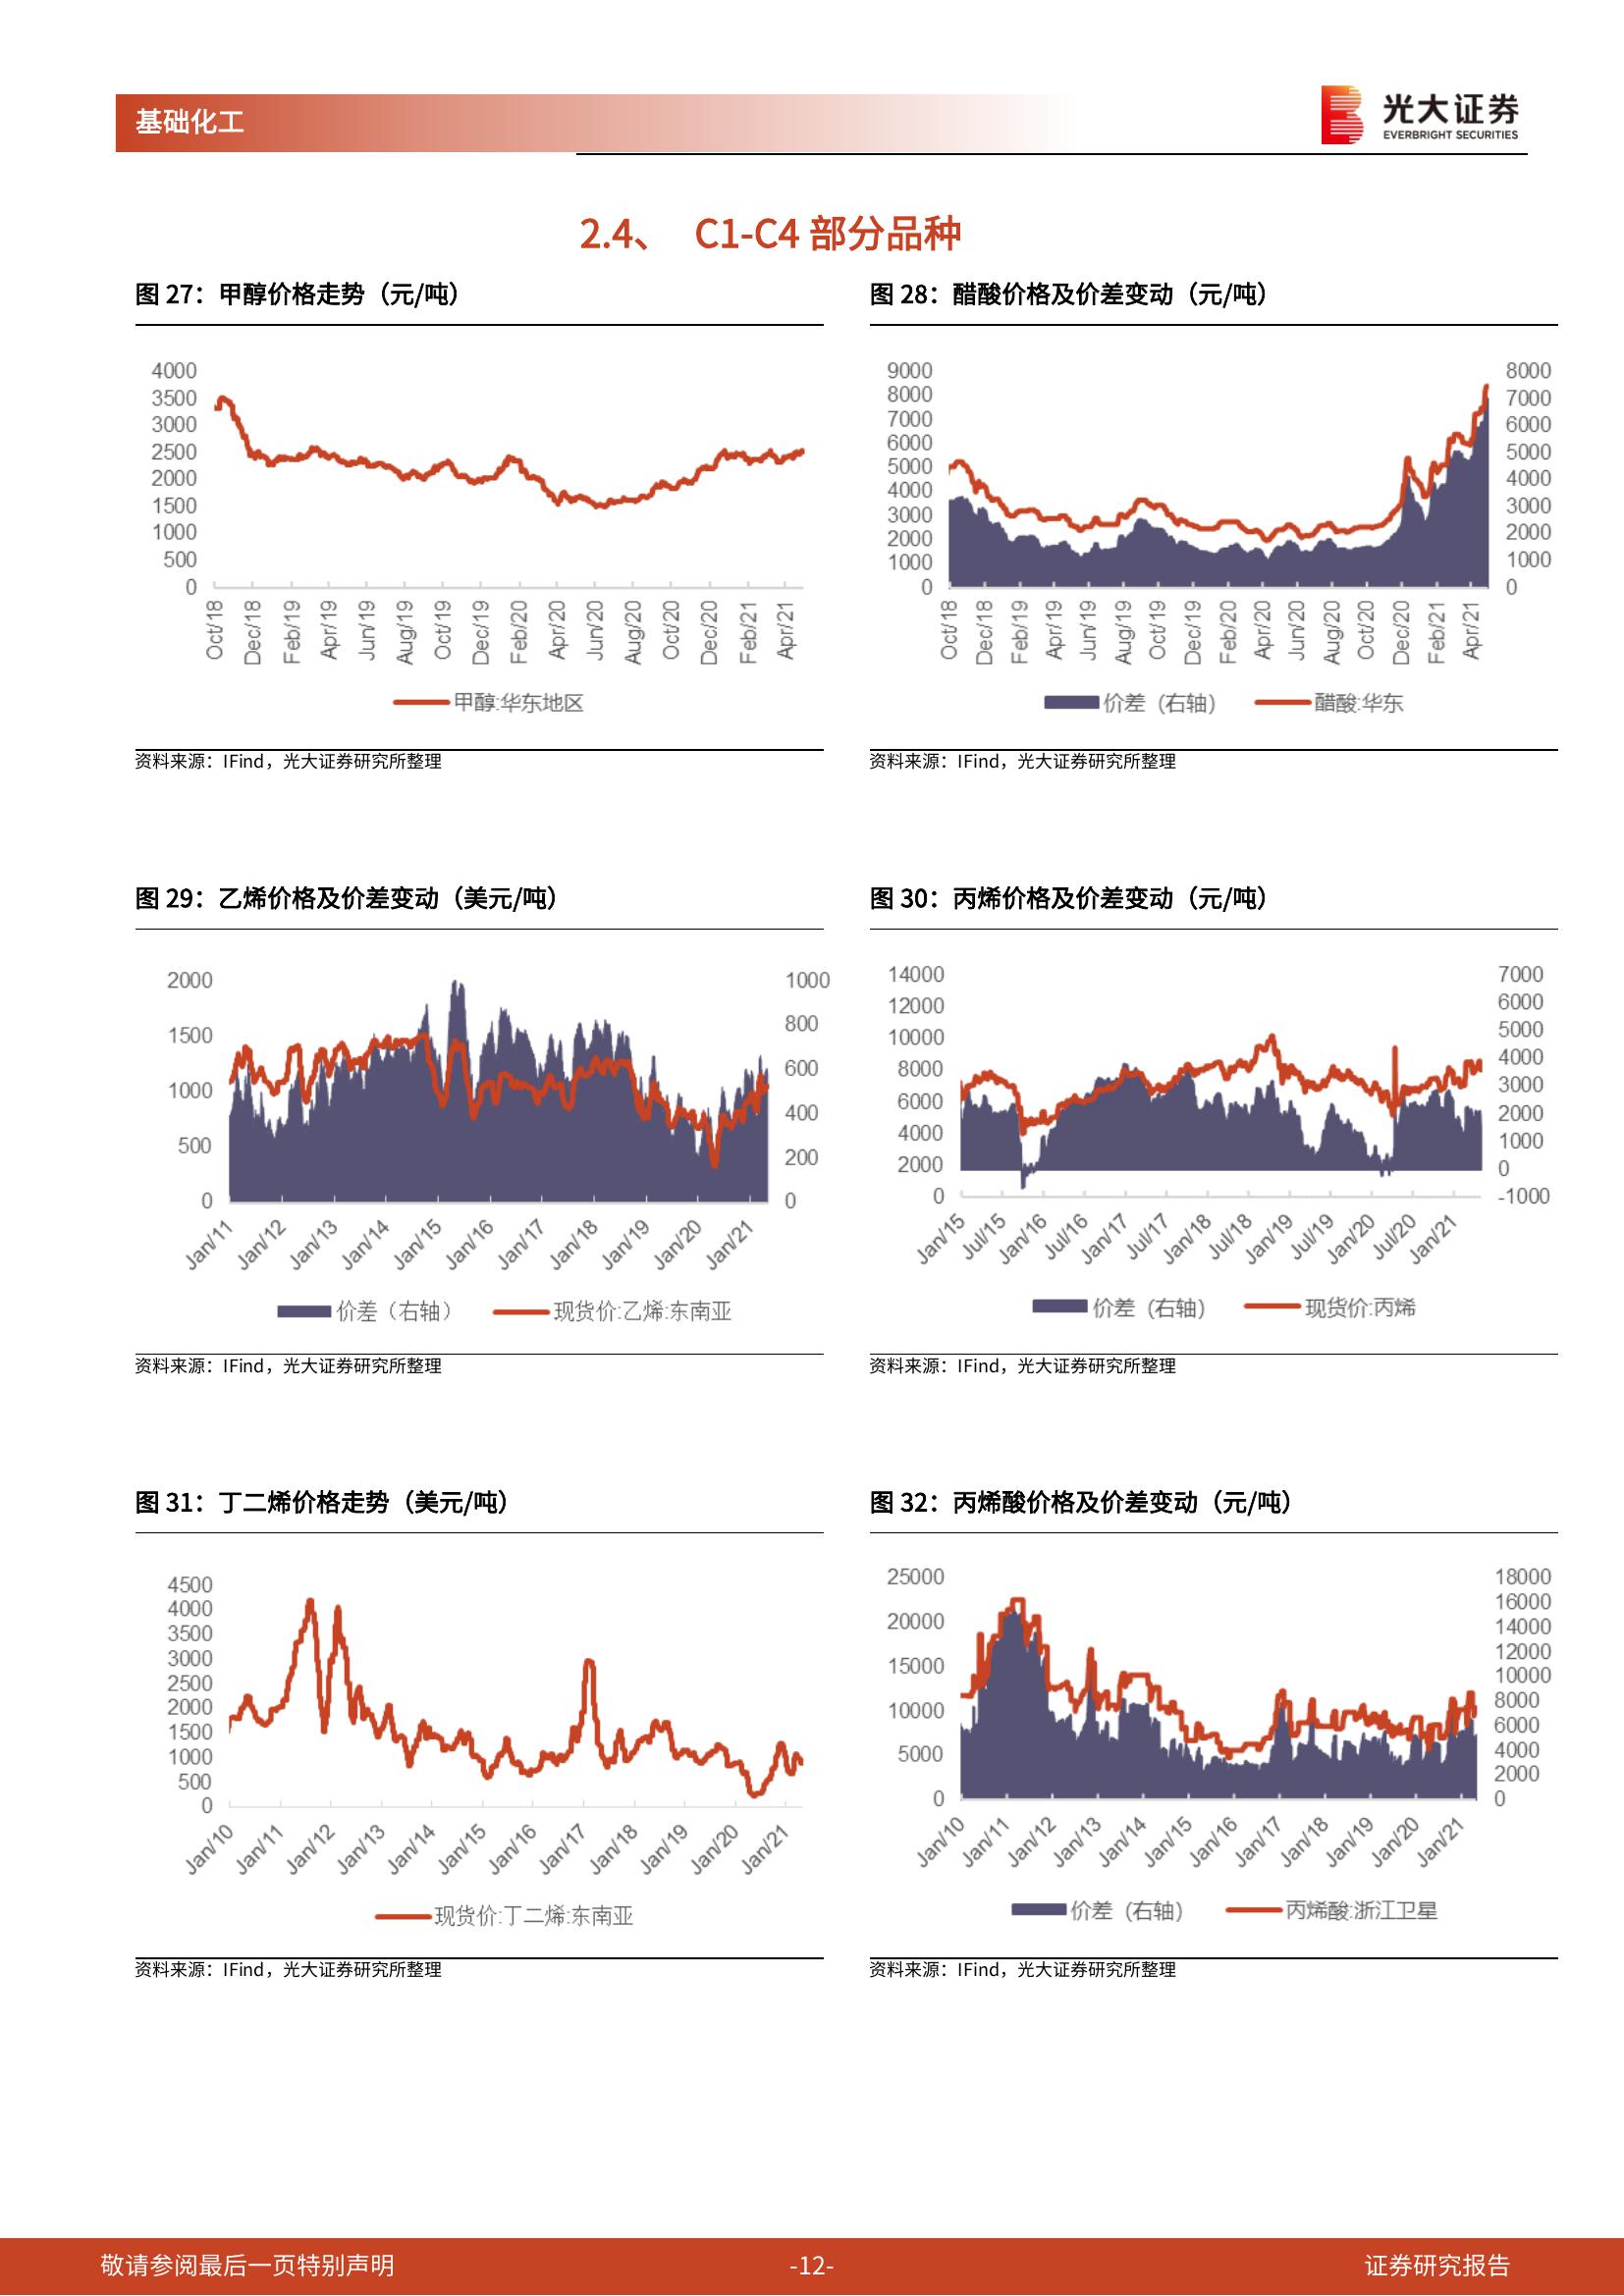 基础化工
光大证券
EVERBRIGHT SECURITIES
2.4、 C1-C4 部分品种
图 27：甲醇价格走势（元/吨）
4000
3500
3000
2500
2000
1500
1000
500
0
Oct/18 Dec/18 Feb/19 Apr/19 Jun/19 Aug/19 Oct/19 Dec/19 Feb/20 Apr/20 Jun/20 Aug/20 Oct/20 Dec/20 Feb/21 Apr/21
甲醇:华东地区
资料来源：IFind，光大证券研究所整理
图 28：醋酸价格及价差变动（元/吨）
9000
8000
7000
6000
5000
4000
3000
2000
1000
0
8000
7000
6000
5000
4000
3000
2000
1000
0
Oct/18 Dec/18 Feb/19 Apr/19 Jun/19 Aug/19 Oct/19 Dec/19 Feb/20 Apr/20 Jun/20 Aug/20 Oct/20 Dec/20 Feb/21 Apr/21
价差（右轴） 醋酸:华东
资料来源：IFind，光大证券研究所整理
图 29：乙烯价格及价差变动（美元/吨）
2000
1500
1000
500
0
1000
800
600
400
200
0
Jan/11 Jan/12 Jan/13 Jan/14 Jan/15 Jan/16 Jan/17 Jan/18 Jan/19 Jan/20 Jan/21
价差（右轴） 现货价:乙烯:东南亚
资料来源：IFind，光大证券研究所整理
图 30：丙烯价格及价差变动（元/吨）
14000
12000
10000
8000
6000
4000
2000
0
7000
6000
5000
4000
3000
2000
1000
0
-1000
Jan/15 Jul/15 Jan/16 Jul/16 Jan/17 Jul/17 Jan/18 Jul/18 Jan/19 Jul/19 Jan/20 Jul/20 Jan/21
价差（右轴） 现货价:丙烯
资料来源：IFind，光大证券研究所整理
图 31：丁二烯价格走势（美元/吨）
4500
4000
3500
3000
2500
2000
1500
1000
500
0
Jan/10 Jan/11 Jan/12 Jan/13 Jan/14 Jan/15 Jan/16 Jan/17 Jan/18 Jan/19 Jan/20 Jan/21
现货价:丁二烯:东南亚
资料来源：IFind，光大证券研究所整理
图 32：丙烯酸价格及价差变动（元/吨）
25000
20000
15000
10000
5000
0
18000
16000
14000
12000
10000
8000
6000
4000
2000
0
Jan/10 Jan/11 Jan/12 Jan/13 Jan/14 Jan/15 Jan/16 Jan/17 Jan/18 Jan/19 Jan/20 Jan/21
价差（右轴） 丙烯酸:浙江卫星
资料来源：IFind，光大证券研究所整理
敬请参阅最后一页特别声明 -12- 证券研究报告